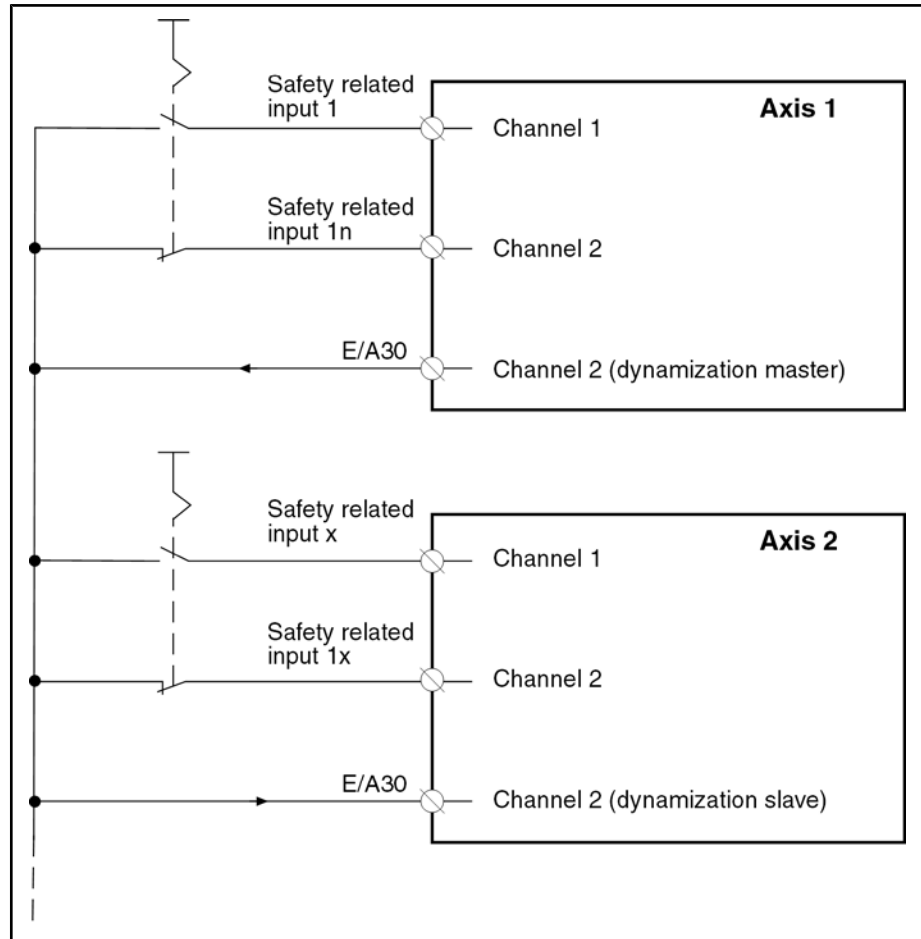 Safety related
input 1
Axis 1
Channel 1
Safety related
input 1n
Channel 2
E/A30
Channel 2 (dynamization master)
Safety related
input x
Axis 2
Channel 1
Safety related
input 1x
Channel 2
E/A30
Channel 2 (dynamization slave)